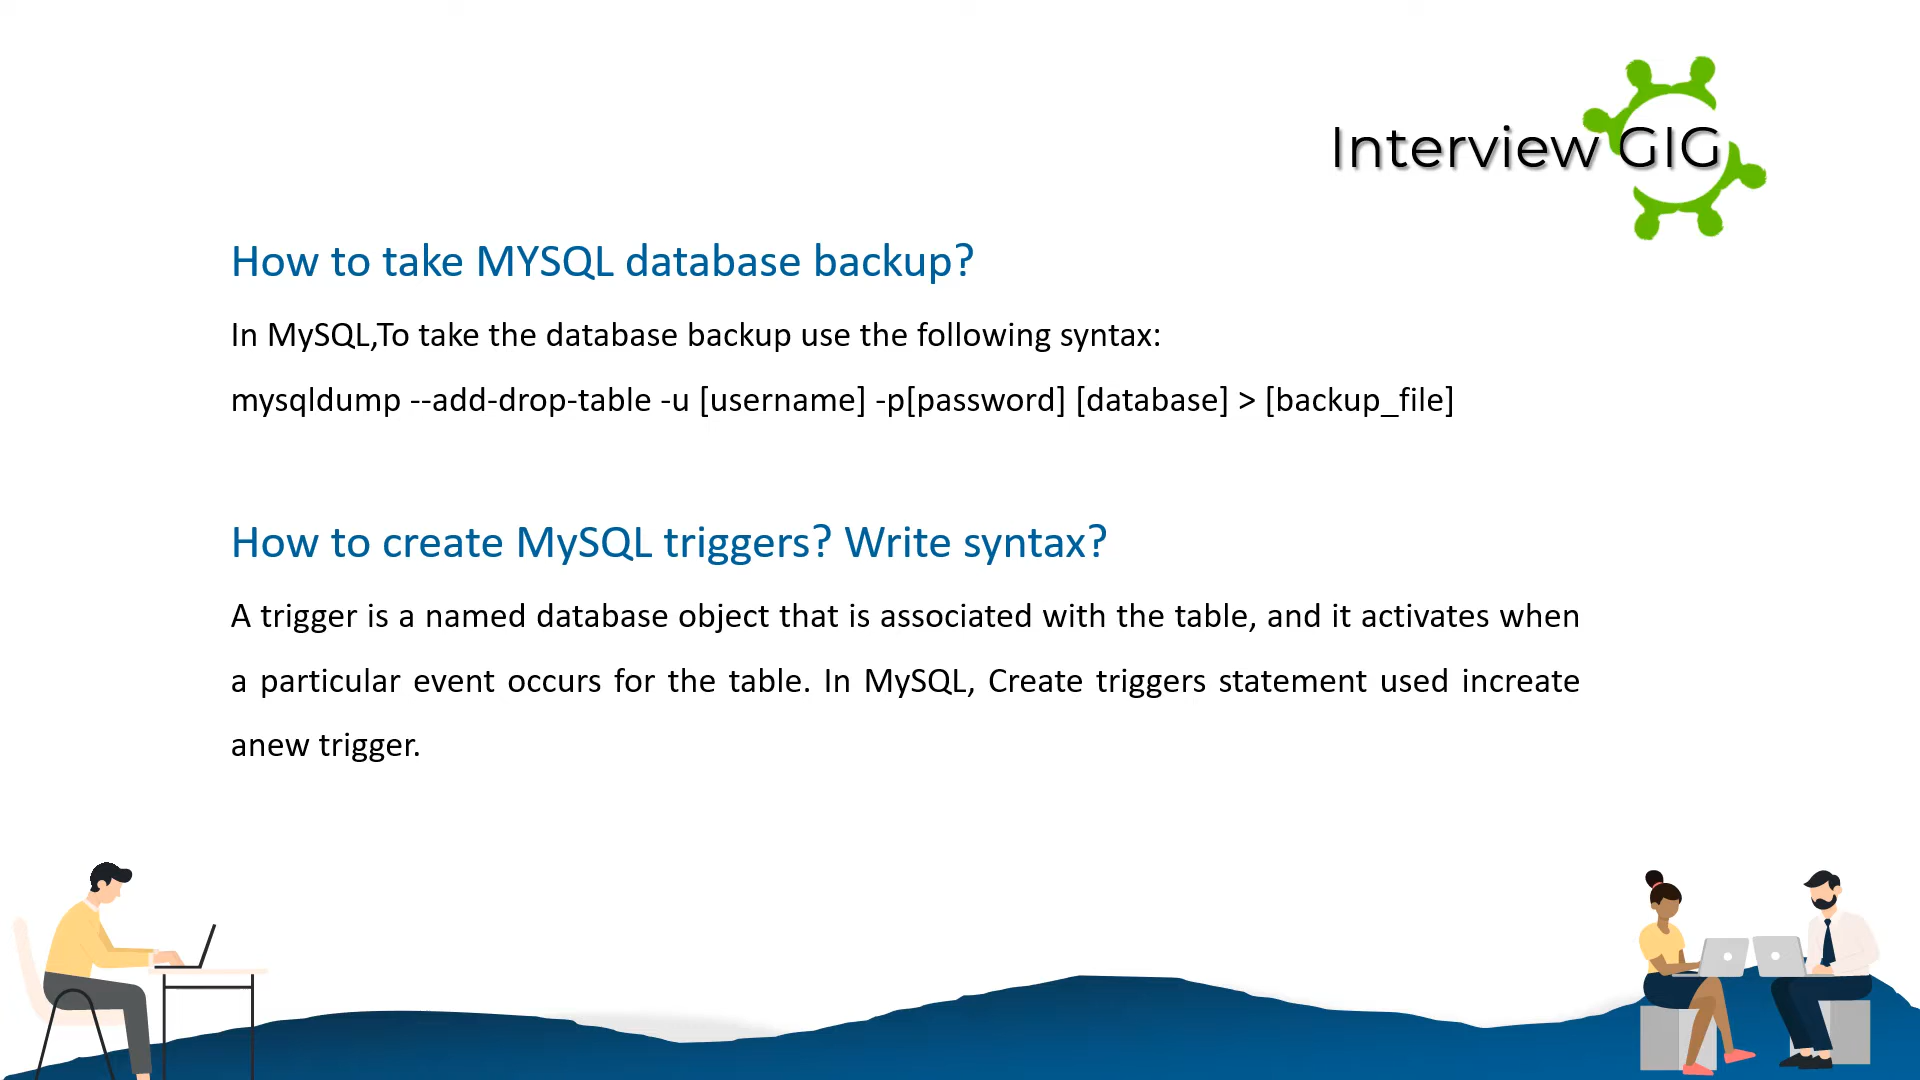 Interview GIG
How to take MYSQL database backup?
In MySQL,To take the database backup use the following syntax:
mysqldump --add-drop-table -u [username] -p[password] [database] > [backup_file]
How to create MySQL triggers? Write syntax?
A trigger is a named database object that is associated with the table, and it activates when
a particular event occurs for the table. In MySQL, Create triggers statement used increate
anew trigger.